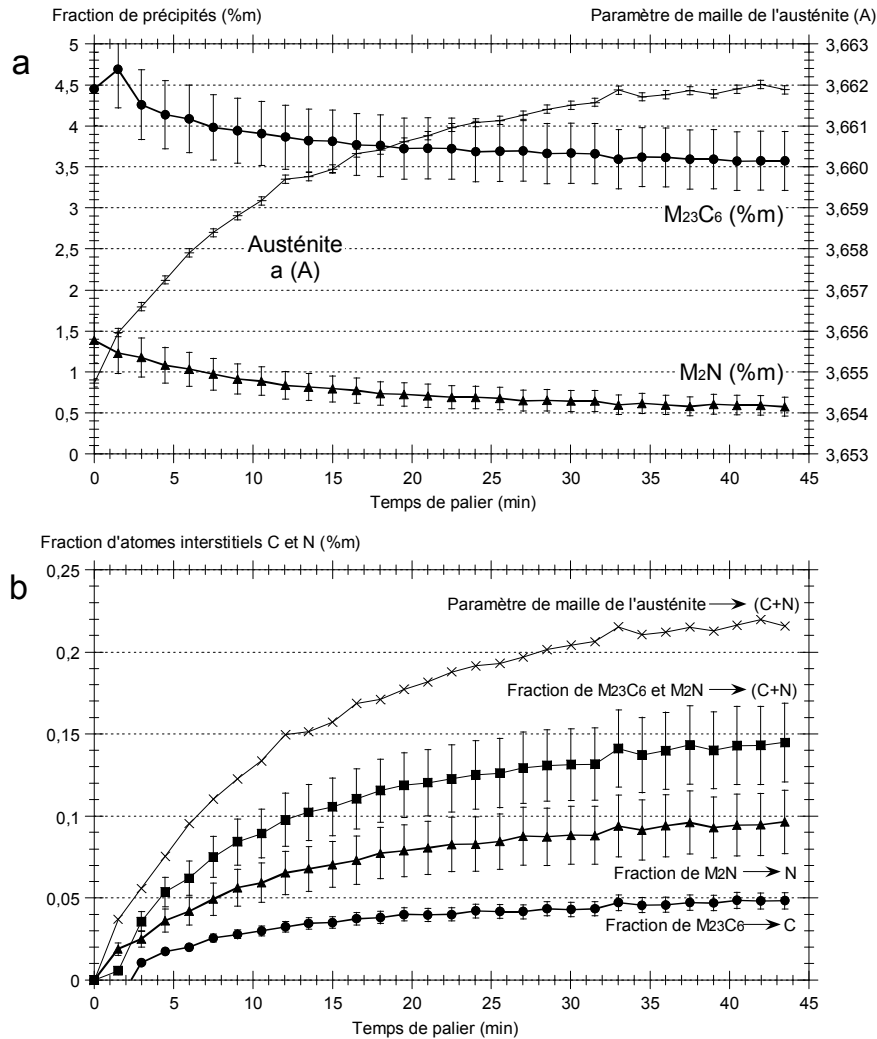 Fraction de précipités (%m)
Paramètre de maille de l'austénite (A)
a
5
4,5
4
3,5
3
2,5
2
1,5
1
0,5
0
3,663
3,662
3,661
3,660
3,659
3,658
3,657
3,656
3,655
3,654
3,653
M23C6 (%m)
Austénite
a (A)
M2N (%m)
0 5 10 15 20 25 30 35 40 45
Temps de palier (min)
Fraction d'atomes interstitiels C et N (%m)
b
0,25
0,2
0,15
0,1
0,05
0
Paramètre de maille de l'austénite → (C+N)
Fraction de M23C6 et M2N → (C+N)
Fraction de M2N → N
Fraction de M23C6 → C
0 5 10 15 20 25 30 35 40 45
Temps de palier (min)